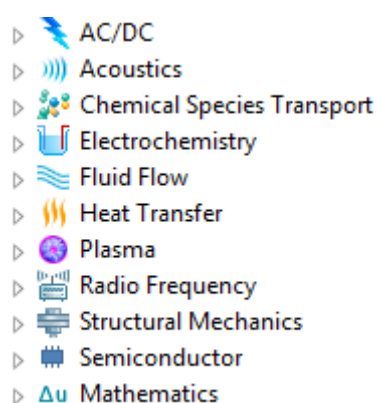 AC/DC
Acoustics
Chemical Species Transport
Electrochemistry
Fluid Flow
Heat Transfer
Plasma
Radio Frequency
Structural Mechanics
Semiconductor
Δu Mathematics